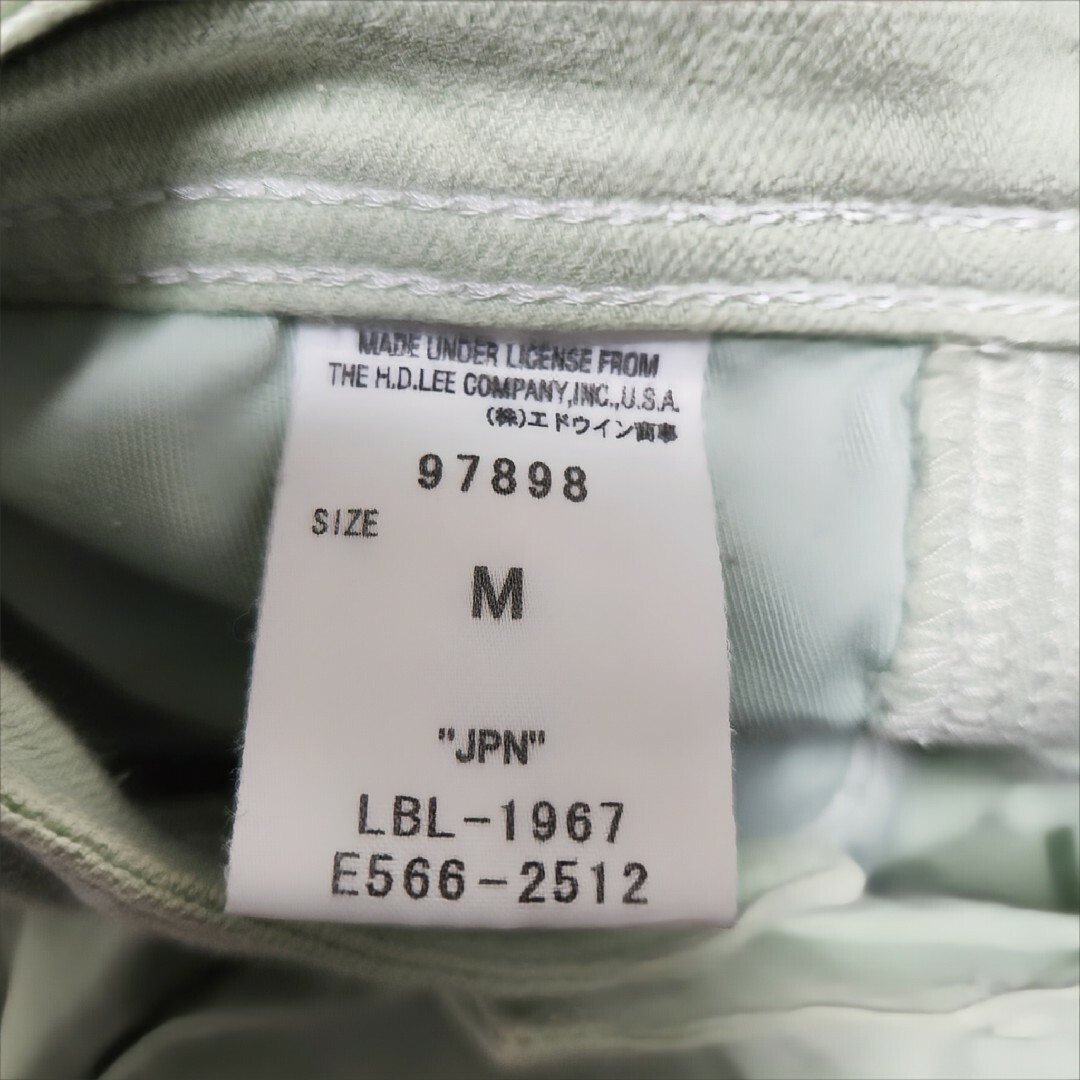 MADE UNDER LICENSE FROM
THE H.D.LEE COMPANY,INC.,U.S.A.
(株)エドウイン商事
97898
SIZE
M
"JPN"
LBL-1967
E566-2512